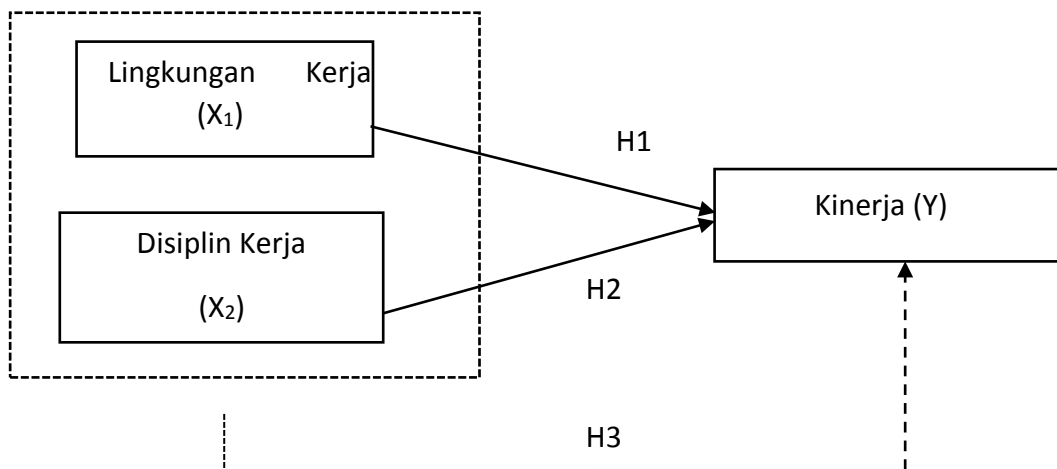 Lingkungan Kerja
(X₁)
H1
Kinerja (Y)
Disiplin Kerja
(X₂)
H2
H3